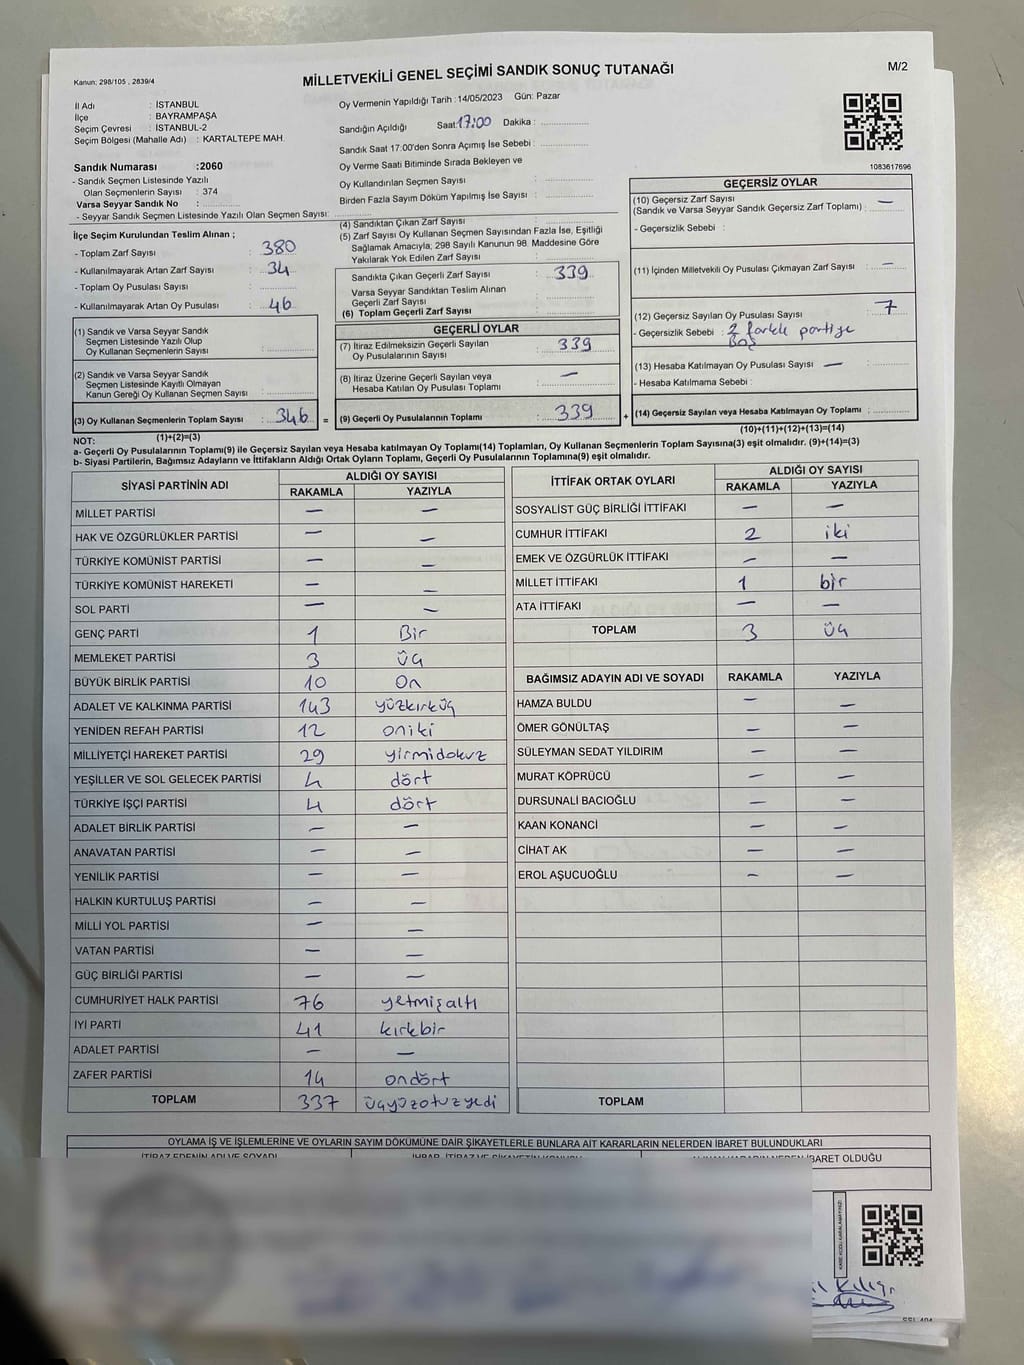 Kanun: 298/105 , 2839/4
MİLLETVEKİLİ GENEL SEÇİMİ SANDIK SONUÇ TUTANAĞI
M/2
İl Adı : İSTANBUL
İlçe : BAYRAMPAŞA
Seçim Çevresi : İSTANBUL-2
Seçim Bölgesi (Mahalle Adı) : KARTALTEPE MAH.
Sandık Numarası :2060
- Sandık Seçmen Listesinde Yazılı
Olan Seçmenlerin Sayısı : 374
Varsa Seyyar Sandık No :
- Seyyar Sandık Seçmen Listesinde Yazılı Olan Seçmen Sayısı:
Oy Vermenin Yapıldığı Tarih :14/05/2023 Gün: Pazar
Sandığın Açıldığı Saat:17:00 Dakika :
Sandık Saat 17:00'den Sonra Açımış İse Sebebi :
Oy Verme Saati Bitiminde Sırada Bekleyen ve
Oy Kullandırılan Seçmen Sayısı :
Birden Fazla Sayım Döküm Yapılmış İse Sayısı :
1083617696
İlçe Seçim Kurulundan Teslim Alınan ;
- Toplam Zarf Sayısı : 380
- Kullanılmayarak Artan Zarf Sayısı : 34
- Toplam Oy Pusulası Sayısı :
- Kullanılmayarak Artan Oy Pusulası : 46
(1) Sandık ve Varsa Seyyar Sandık
Seçmen Listesinde Yazılı Olup
Oy Kullanan Seçmenlerin Sayısı :
(2) Sandık ve Varsa Seyyar Sandık
Seçmen Listesinde Kayıtlı Olmayan
Kanun Gereği Oy Kullanan Seçmen Sayısı :
(3) Oy Kullanan Seçmenlerin Toplam Sayısı : 346 =
(1)+(2)=(3)
(4) Sandıktan Çıkan Zarf Sayısı :
(5) Zarf Sayısı Oy Kullanan Seçmen Sayısından Fazla İse, Eşitliği
Sağlamak Amacıyla; 298 Sayılı Kanunun 98. Maddesine Göre
Yakılarak Yok Edilen Zarf Sayısı :
Sandıkta Çıkan Geçerli Zarf Sayısı : 339
Varsa Seyyar Sandıktan Teslim Alınan
Geçerli Zarf Sayısı :
(6) Toplam Geçerli Zarf Sayısı :
GEÇERLİ OYLAR
(7) İtiraz Edilmeksizin Geçerli Sayılan
Oy Pusulalarının Sayısı : 339
(8) İtiraz Üzerine Geçerli Sayılan veya
Hesaba Katılan Oy Pusulası Toplamı : —
(9) Geçerli Oy Pusulalarının Toplamı : 339 +
GEÇERSİZ OYLAR
(10) Geçersiz Zarf Sayısı
(Sandık ve Varsa Seyyar Sandık Geçersiz Zarf Toplamı) : —
- Geçersizlik Sebebi :
(11) İçinden Milletvekili Oy Pusulası Çıkmayan Zarf Sayısı : —
(12) Geçersiz Sayılan Oy Pusulası Sayısı : 7
- Geçersizlik Sebebi : 2 farklı partiye
Boş
(13) Hesaba Katılmayan Oy Pusulası Sayısı : —
- Hesaba Katılmama Sebebi :
(14) Geçersiz Sayılan veya Hesaba Katılmayan Oy Toplamı :
(10)+(11)+(12)+(13)=(14)
NOT:
a- Geçerli Oy Pusulalarının Toplamı(9) ile Geçersiz Sayılan veya Hesaba katılmayan Oy Toplamı(14) Toplamları, Oy Kullanan Seçmenlerin Toplam Sayısına(3) eşit olmalıdır. (9)+(14)=(3)
b- Siyasi Partilerin, Bağımsız Adayların ve İttifakların Aldığı Ortak Oyların Toplamı, Geçerli Oy Pusulalarının Toplamına(9) eşit olmalıdır.
SİYASİ PARTİNİN ADI ALDIĞI OY SAYISI
RAKAMLA YAZIYLA
MİLLET PARTİSİ — —
HAK VE ÖZGÜRLÜKLER PARTİSİ — —
TÜRKİYE KOMÜNİST PARTİSİ — —
TÜRKİYE KOMÜNİST HAREKETİ — —
SOL PARTİ — —
GENÇ PARTİ 1 Bir
MEMLEKET PARTİSİ 3 üç
BÜYÜK BİRLİK PARTİSİ 10 On
ADALET VE KALKINMA PARTİSİ 143 yüzkırküç
YENİDEN REFAH PARTİSİ 12 oniki
MİLLİYETÇİ HAREKET PARTİSİ 29 yirmidokuz
YEŞİLLER VE SOL GELECEK PARTİSİ 4 dört
TÜRKİYE İŞÇİ PARTİSİ 4 dört
ADALET BİRLİK PARTİSİ — —
ANAVATAN PARTİSİ — —
YENİLİK PARTİSİ — —
HALKIN KURTULUŞ PARTİSİ — —
MİLLİ YOL PARTİSİ — —
VATAN PARTİSİ — —
GÜÇ BİRLİĞİ PARTİSİ — —
CUMHURİYET HALK PARTİSİ 76 yetmişaltı
İYİ PARTİ 41 kırkbir
ADALET PARTİSİ — —
ZAFER PARTİSİ 14 ondört
TOPLAM 337 üçyüzotuzyedi
İTTİFAK ORTAK OYLARI ALDIĞI OY SAYISI
RAKAMLA YAZIYLA
SOSYALİST GÜÇ BİRLİĞİ İTTİFAKI — —
CUMHUR İTTİFAKI 2 iki
EMEK VE ÖZGÜRLÜK İTTİFAKI — —
MİLLET İTTİFAKI 1 bir
ATA İTTİFAKI — —
TOPLAM 3 üç
BAĞIMSIZ ADAYIN ADI VE SOYADI RAKAMLA YAZIYLA
HAMZA BULDU — —
ÖMER GÖNÜLTAŞ — —
SÜLEYMAN SEDAT YILDIRIM — —
MURAT KÖPRÜCÜ — —
DURSUNALİ BACIOĞLU — —
KAAN KONANCİ — —
CİHAT AK — —
EROL AŞUCUOĞLU — —
TOPLAM
OYLAMA İŞ VE İŞLEMLERİNE VE OYLARIN SAYIM DÖKÜMÜNE DAİR ŞİKAYETLERLE BUNLARA AİT KARARLARIN NELERDEN İBARET BULUNDUKLARI
İTİRAZ EDENİN ADI VE SOYADI
İBARET OLDUĞU